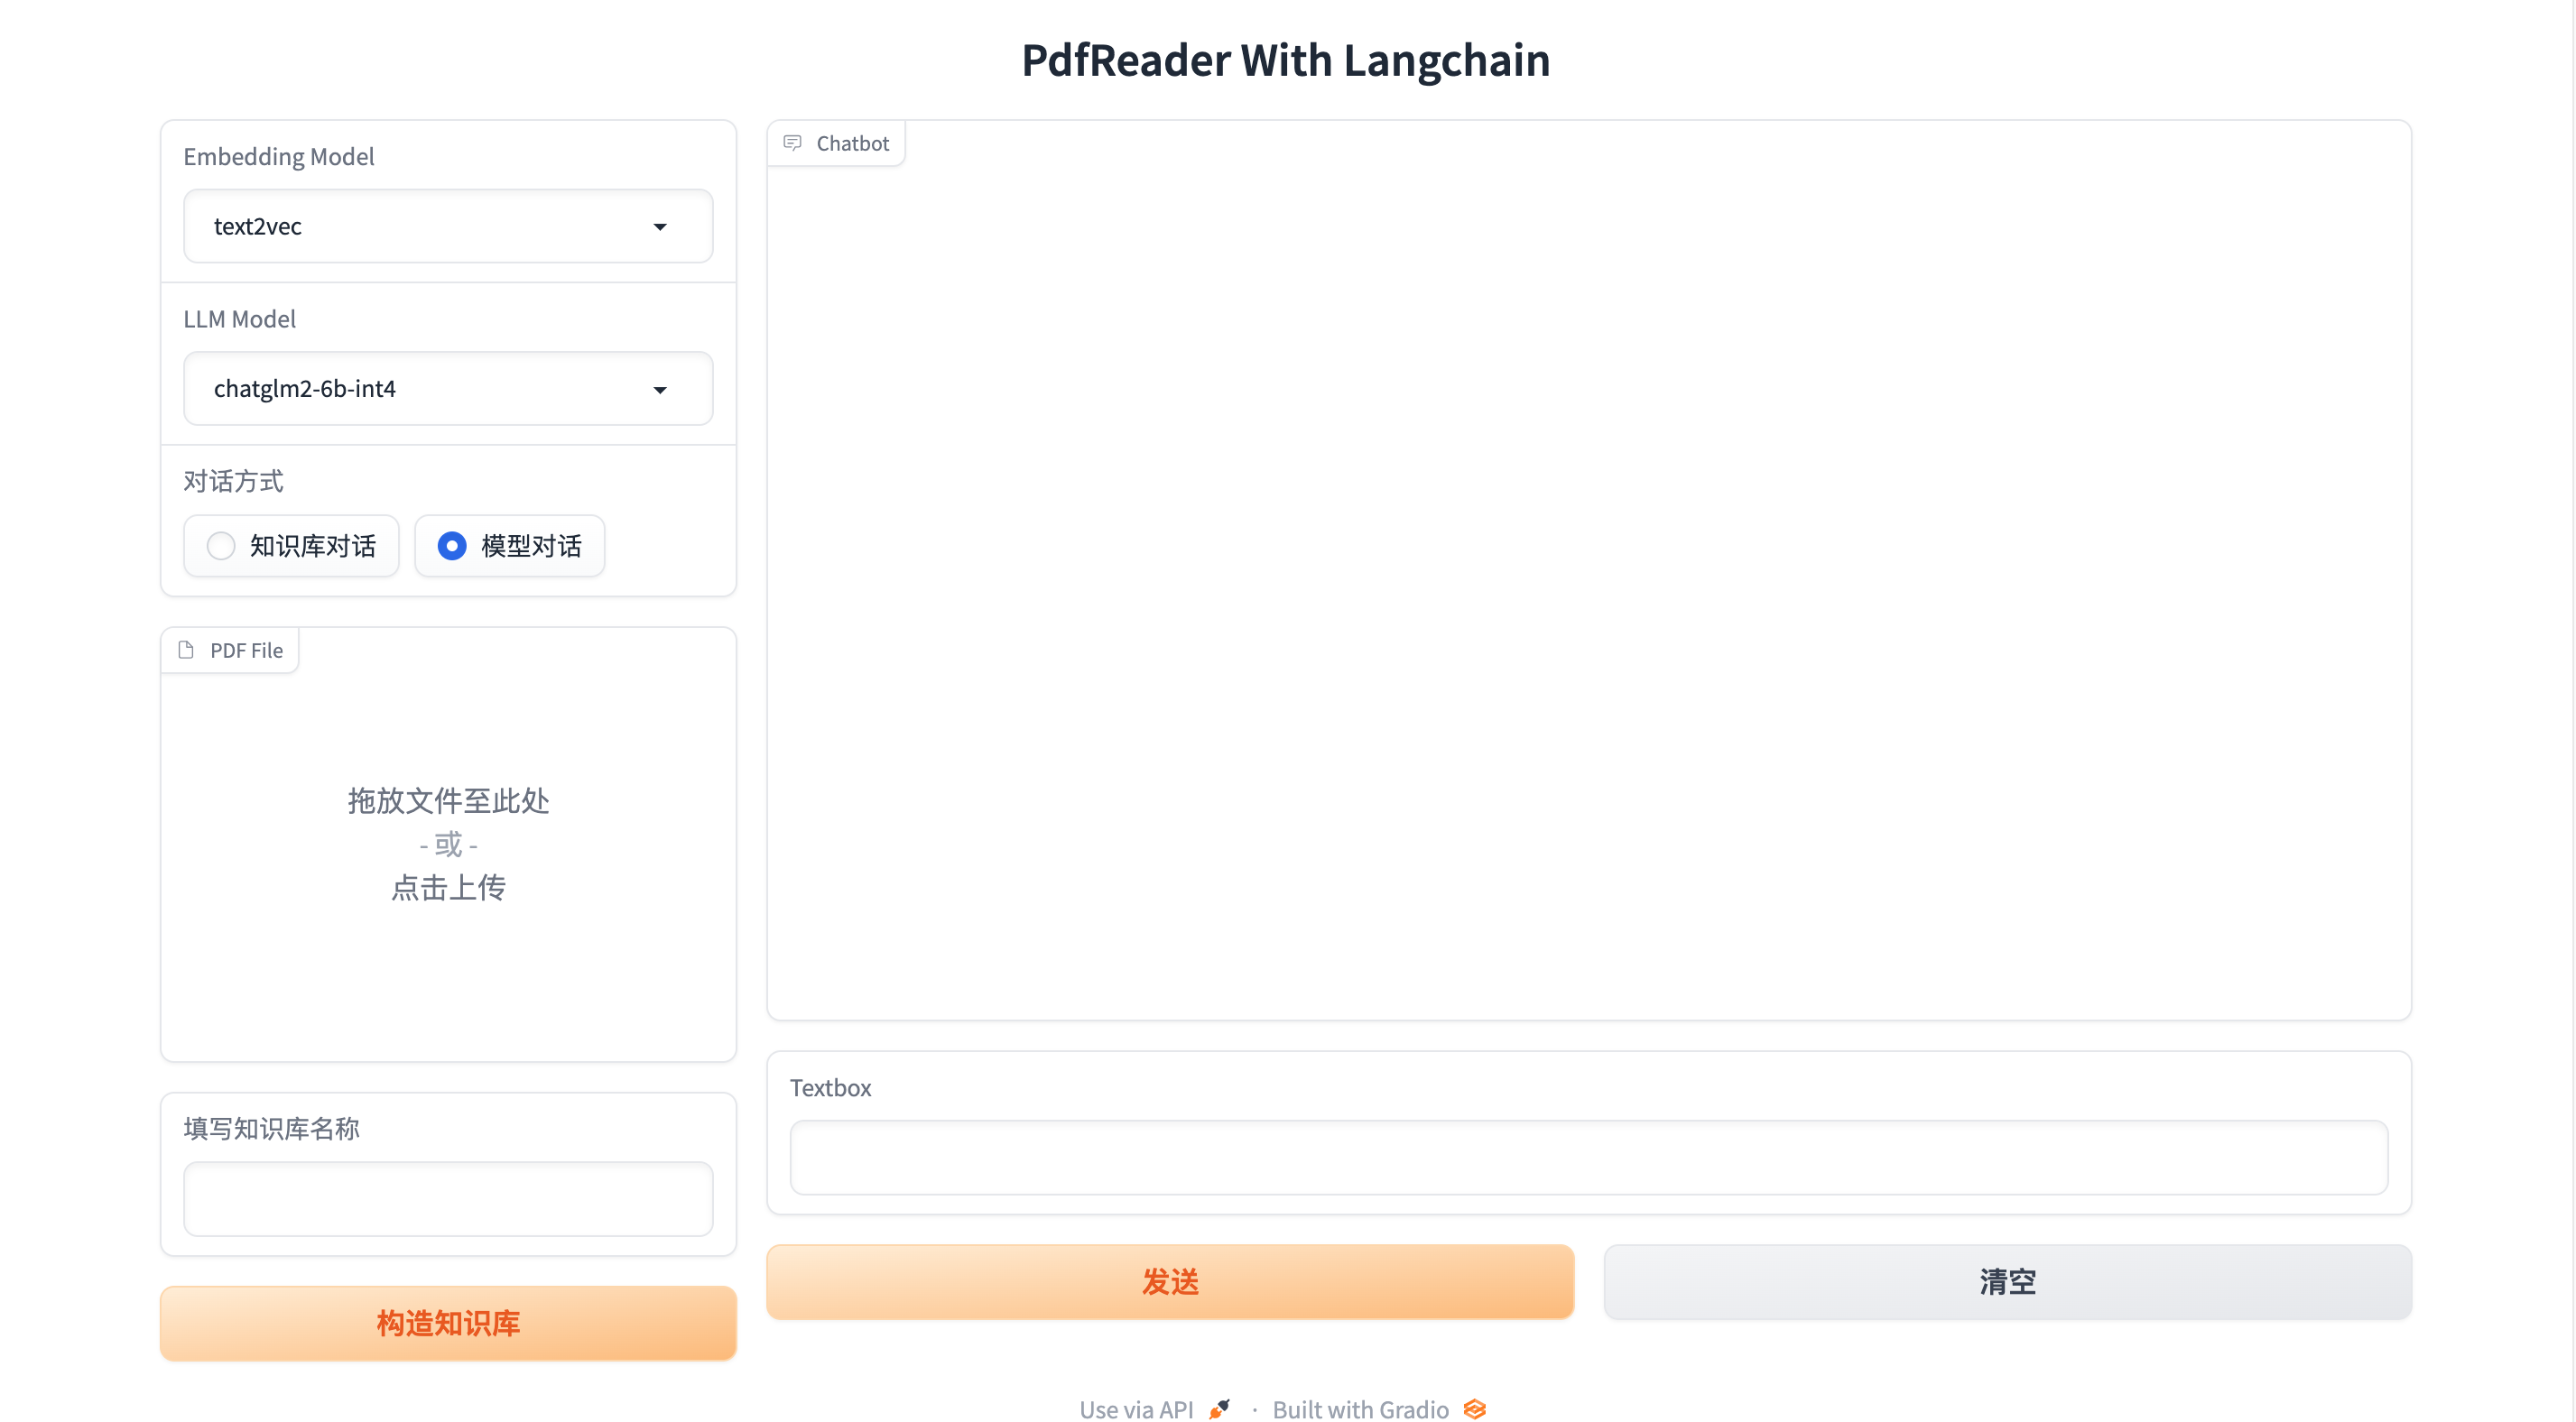 PdfReader With Langchain
Embedding Model
text2vec
LLM Model
chatglm2-6b-int4
对话方式
知识库对话 模型对话
PDF File
拖放文件至此处
- 或 -
点击上传
填写知识库名称
构造知识库
Chatbot
Textbox
发送 清空
Use via API · Built with Gradio